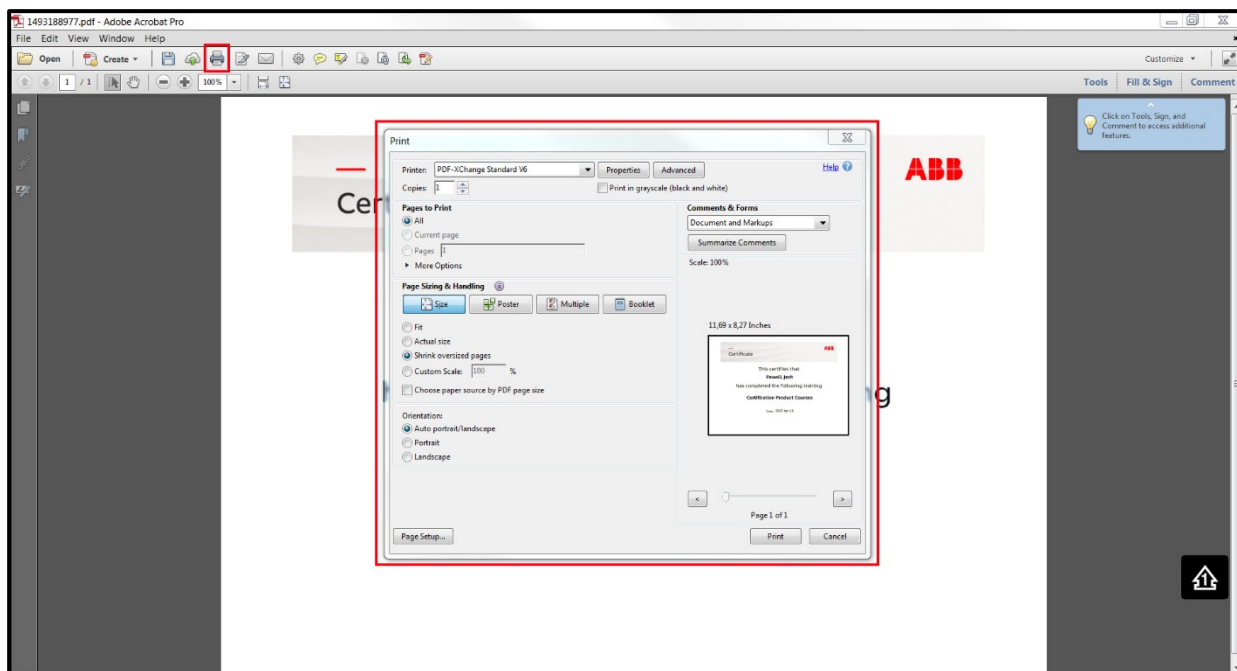 1493188977.pdf - Adobe Acrobat Pro
File Edit View Window Help
Open Create Customize
1 / 1 100% Tools Fill & Sign Comment
Click on Tools, Sign, and
Comment to access additional
features.
ABB
Cer
g
Print
Printer: PDF-XChange Standard V6 Properties Advanced Help
Copies: 1 Print in grayscale (black and white)
Pages to Print
All
Current page
Pages 1
More Options
Comments & Forms
Document and Markups
Summarize Comments
Scale: 100%
Page Sizing & Handling
Size Poster Multiple Booklet
Fit
Actual size
Shrink oversized pages
Custom Scale: 100 %
Choose paper source by PDF page size
Orientation:
Auto portrait/landscape
Portrait
Landscape
11,69 x 8,27 Inches
ABB
Certificate
This certifies that
has completed the following training
Certification Product Courses
Page 1 of 1
Page Setup... Print Cancel
1